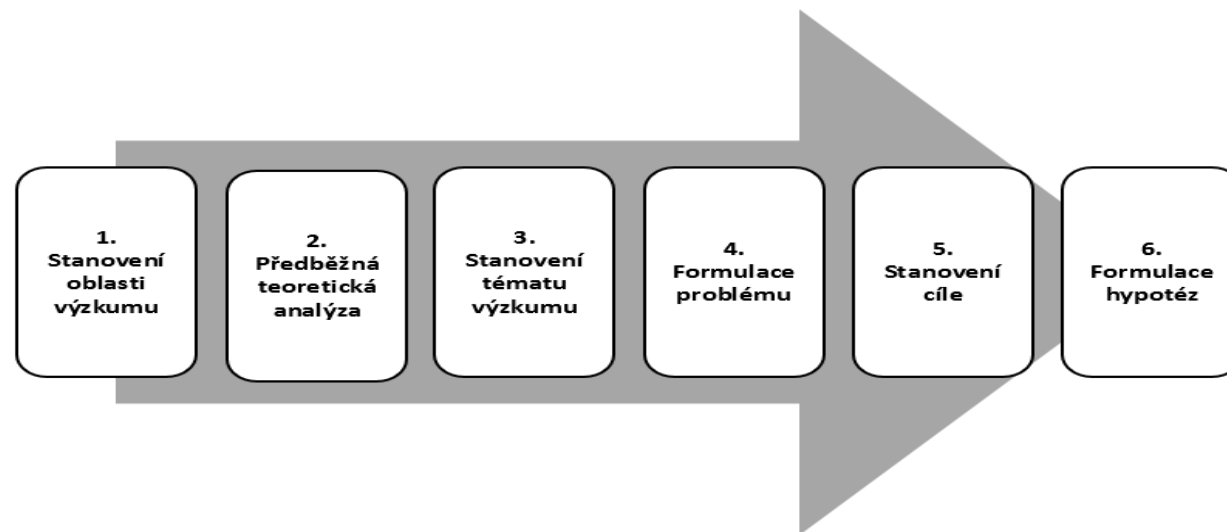 1.
Stanovení
oblasti
výzkumu
2.
Předběžná
teoretická
analýza
3.
Stanovení
tématu
výzkumu
4.
Formulace
problému
5.
Stanovení
cíle
6.
Formulace
hypotéz